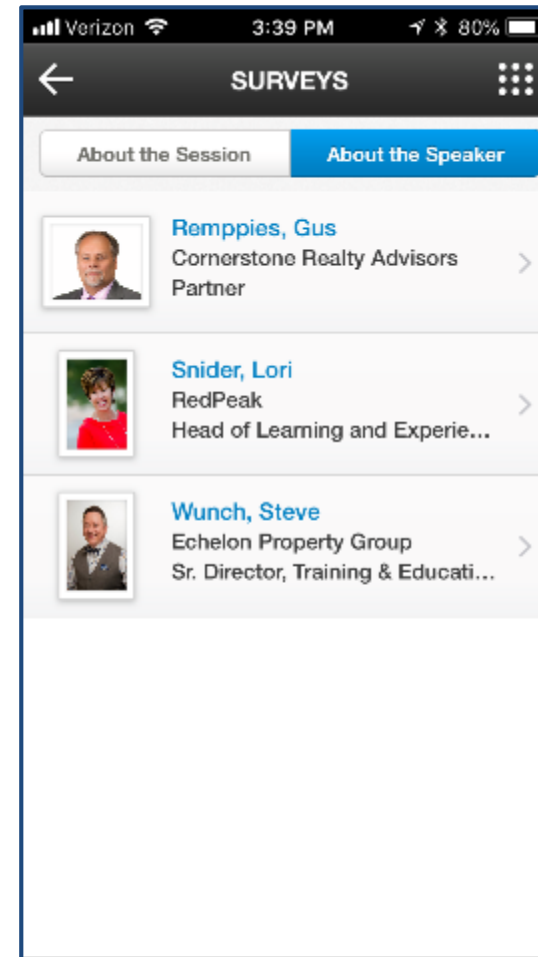 Verizon 3:39 PM 80%
SURVEYS
About the Session About the Speaker
Remppies, Gus
Cornerstone Realty Advisors
Partner
Snider, Lori
RedPeak
Head of Learning and Experie...
Wunch, Steve
Echelon Property Group
Sr. Director, Training & Educati...